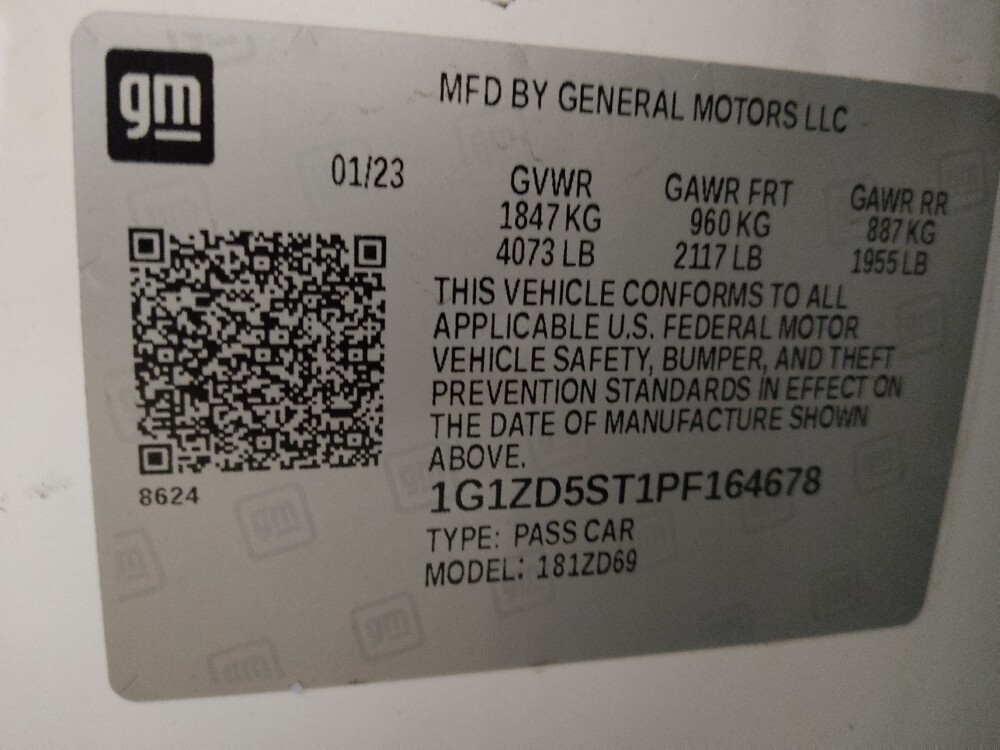 gm
MFD BY GENERAL MOTORS LLC
01/23
GVWR GAWR FRT GAWR RR
1847 KG 960 KG 887 KG
4073 LB 2117 LB 1955 LB
THIS VEHICLE CONFORMS TO ALL
APPLICABLE U.S. FEDERAL MOTOR
VEHICLE SAFETY, BUMPER, AND THEFT
PREVENTION STANDARDS IN EFFECT ON
THE DATE OF MANUFACTURE SHOWN
ABOVE.
8624
1G1ZD5ST1PF164678
TYPE: PASS CAR
MODEL: 181ZD69